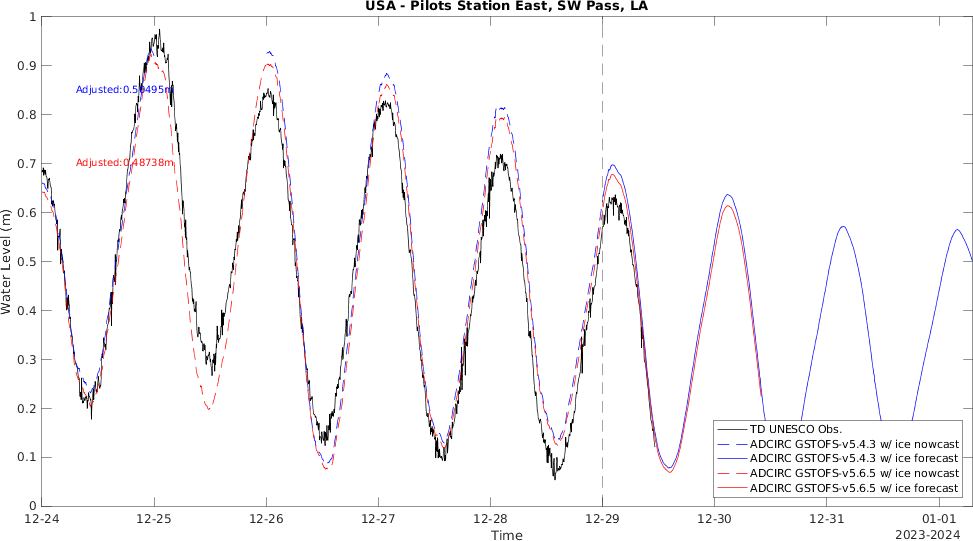 USA - Pilots Station East, SW Pass, LA
1
0.9
0.8
0.7
0.6
0.5
0.4
0.3
0.2
0.1
0
Water Level (m)
Adjusted:0.50495m
Adjusted:0.48738m
TD UNESCO Obs.
ADCIRC GSTOFS-v5.4.3 w/ ice nowcast
ADCIRC GSTOFS-v5.4.3 w/ ice forecast
ADCIRC GSTOFS-v5.6.5 w/ ice nowcast
ADCIRC GSTOFS-v5.6.5 w/ ice forecast
12-24 12-25 12-26 12-27 12-28 12-29 12-30 12-31 01-01
Time
2023-2024